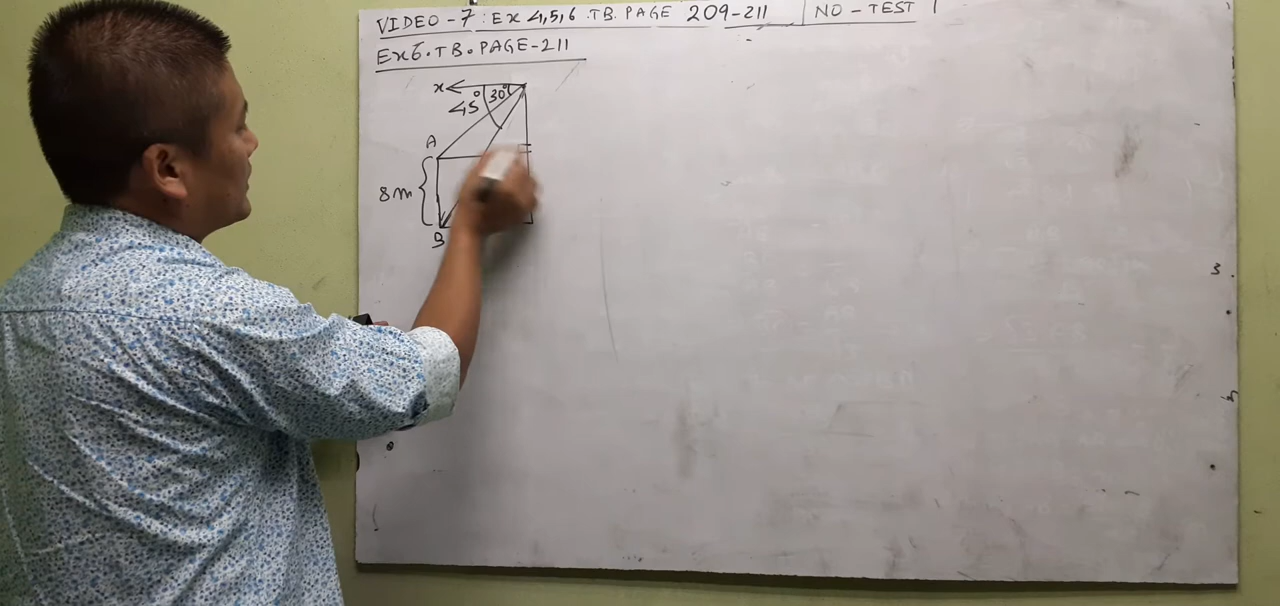 VIDEO-7: Ex 4,5,6 .TB. PAGE 209-211 | NO-TEST
Ex6.TB. PAGE-211
x 30°
45°
A
8m
B